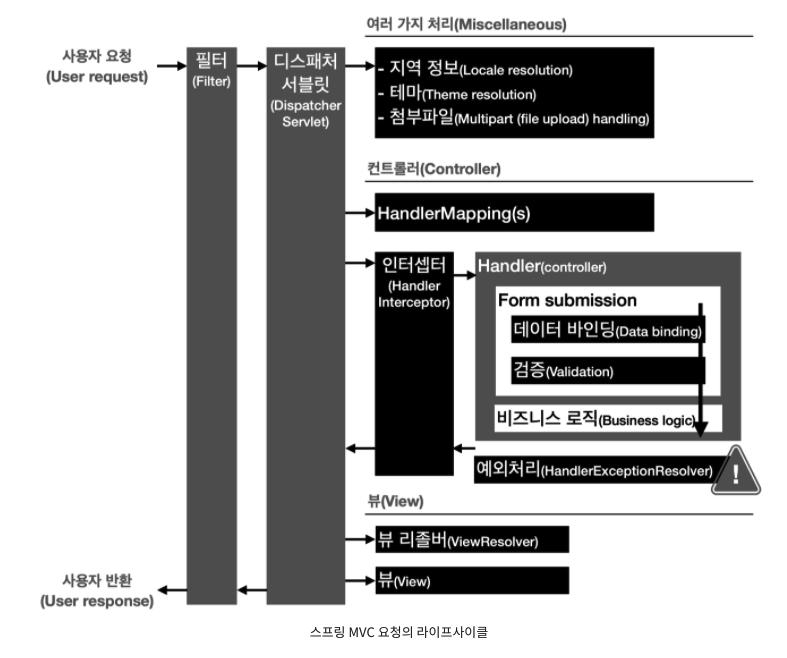 여러 가지 처리(Miscellaneous)
사용자 요청
(User request)
필터
(Filter)
디스패처
서블릿
(Dispatcher
Servlet)
- 지역 정보(Locale resolution)
- 테마(Theme resolution)
- 첨부파일(Multipart (file upload) handling)
컨트롤러(Controller)
HandlerMapping(s)
인터셉터
(Handler
Interceptor)
Handler(controller)
Form submission
데이터 바인딩(Data binding)
검증(Validation)
비즈니스 로직(Business logic)
예외처리(HandlerExceptionResolver)
!
뷰(View)
뷰 리졸버(ViewResolver)
뷰(View)
사용자 반환
(User response)
스프링 MVC 요청의 라이프사이클